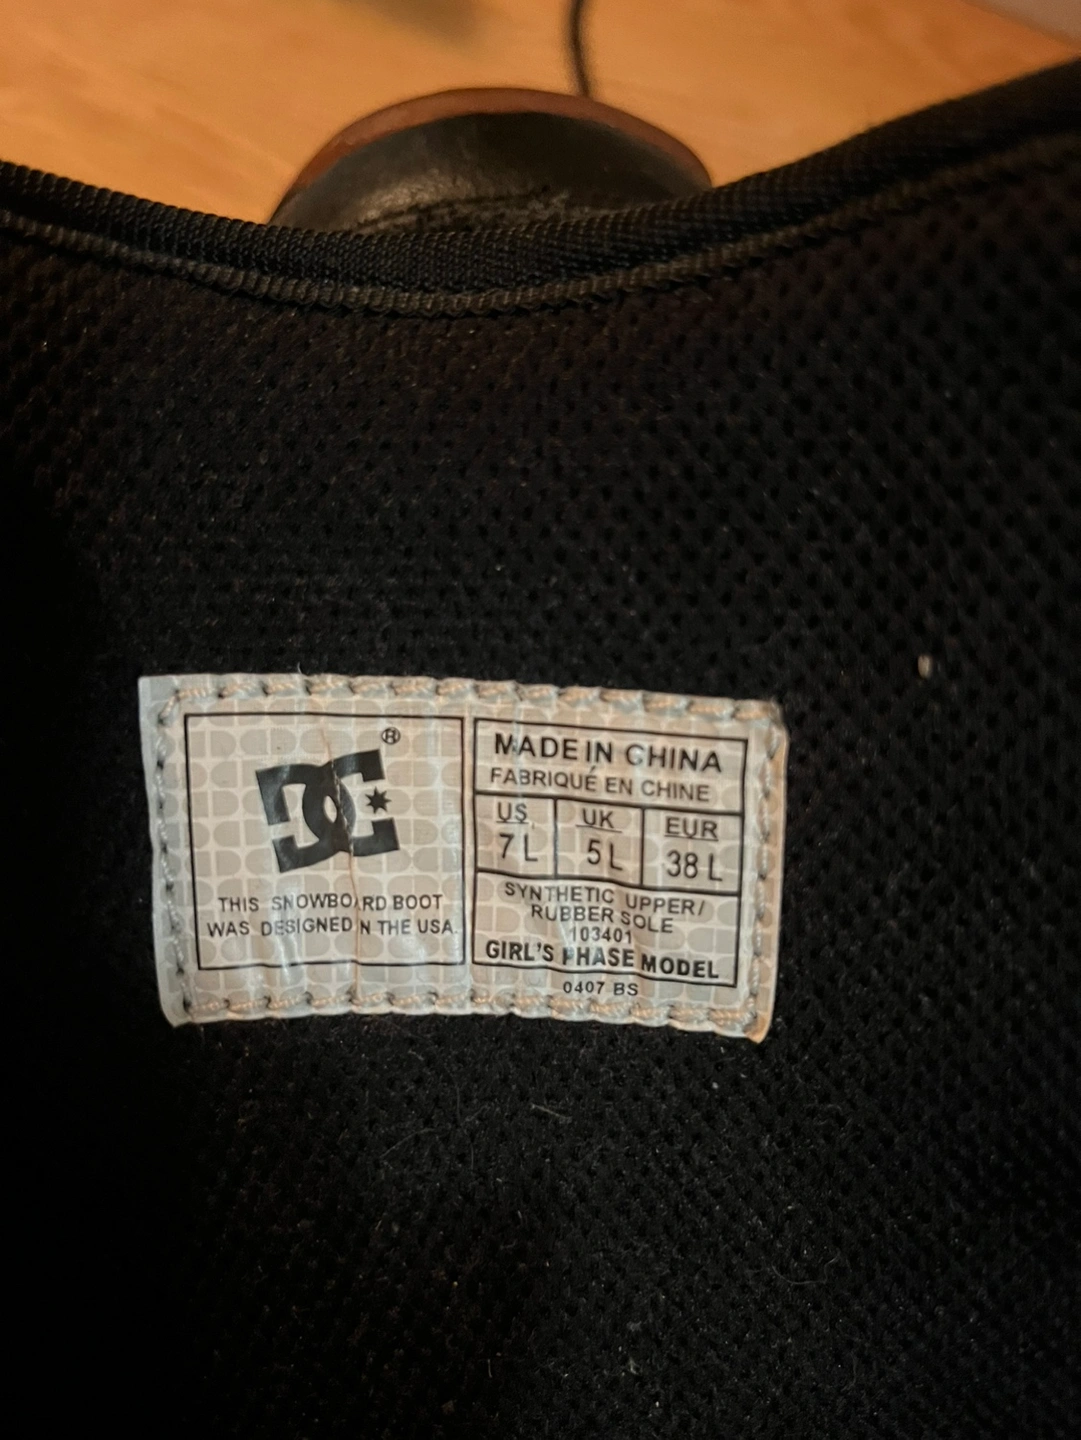 DC®
THIS SNOWBOARD BOOT
WAS DESIGNED IN THE USA.
MADE IN CHINA
FABRIQUÉ EN CHINE
US UK EUR
7 L 5 L 38 L
SYNTHETIC UPPER/
RUBBER SOLE
103401
GIRL'S PHASE MODEL
0407 BS